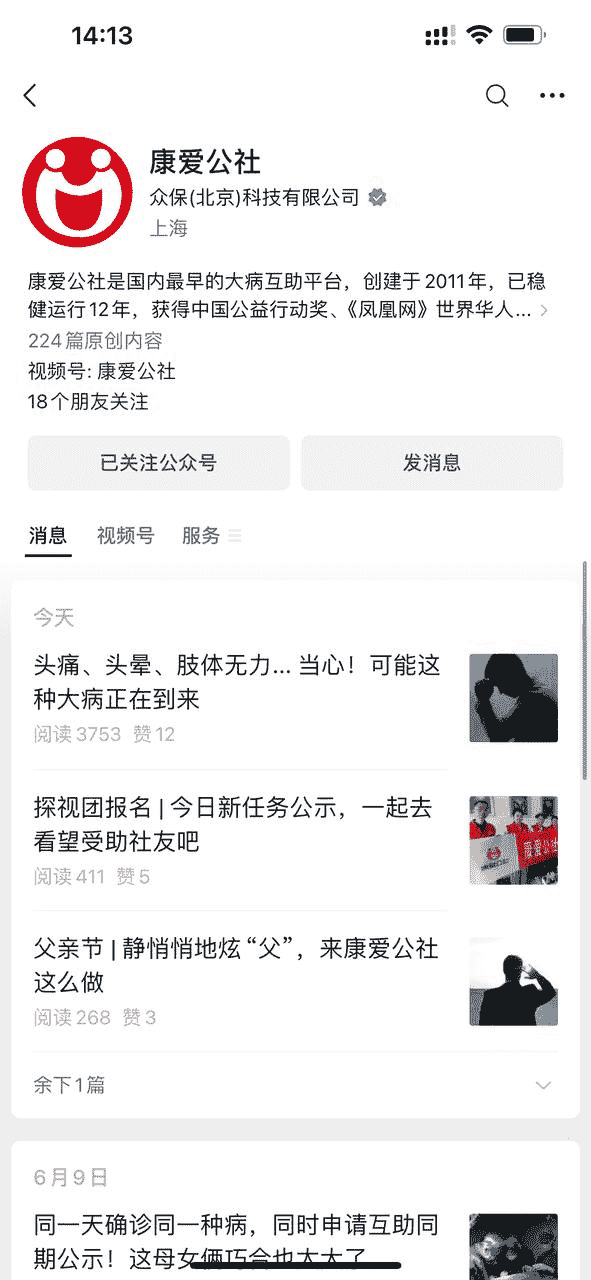 14:13
康爱公社
众保(北京)科技有限公司
上海
康爱公社是国内最早的大病互助平台，创建于2011年，已稳
健运行12年，获得中国公益行动奖、《凤凰网》世界华人...
224篇原创内容
视频号: 康爱公社
18个朋友关注
已关注公众号
发消息
消息 视频号 服务
今天
头痛、头晕、肢体无力... 当心！可能这
种大病正在到来
阅读3753 赞12
探视团报名 | 今日新任务公示，一起去
看望受助社友吧
阅读411 赞5
父亲节 | 静悄悄地炫“父”，来康爱公社
这么做
阅读268 赞3
余下1篇
6月9日
同一天确诊同一种病，同时申请互助同
期公示！这母女俩巧合也太大了